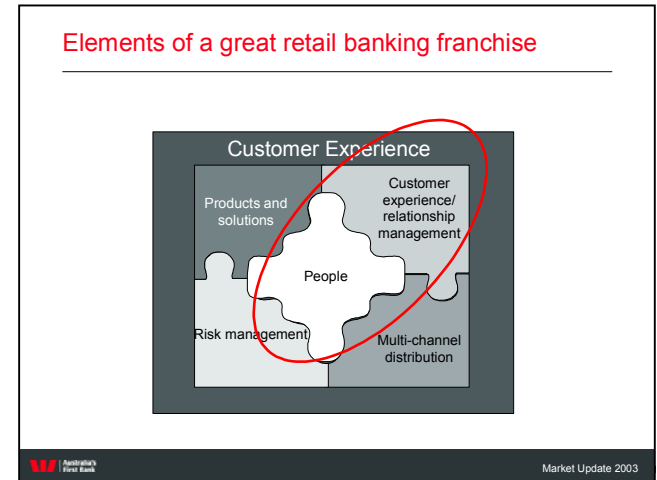 Elements of a great retail banking franchise
Customer Experience
Products and
solutions
Customer
experience/
relationship
management
People
Risk management
Multi-channel
distribution
Australia's
First Bank
Market Update 2003